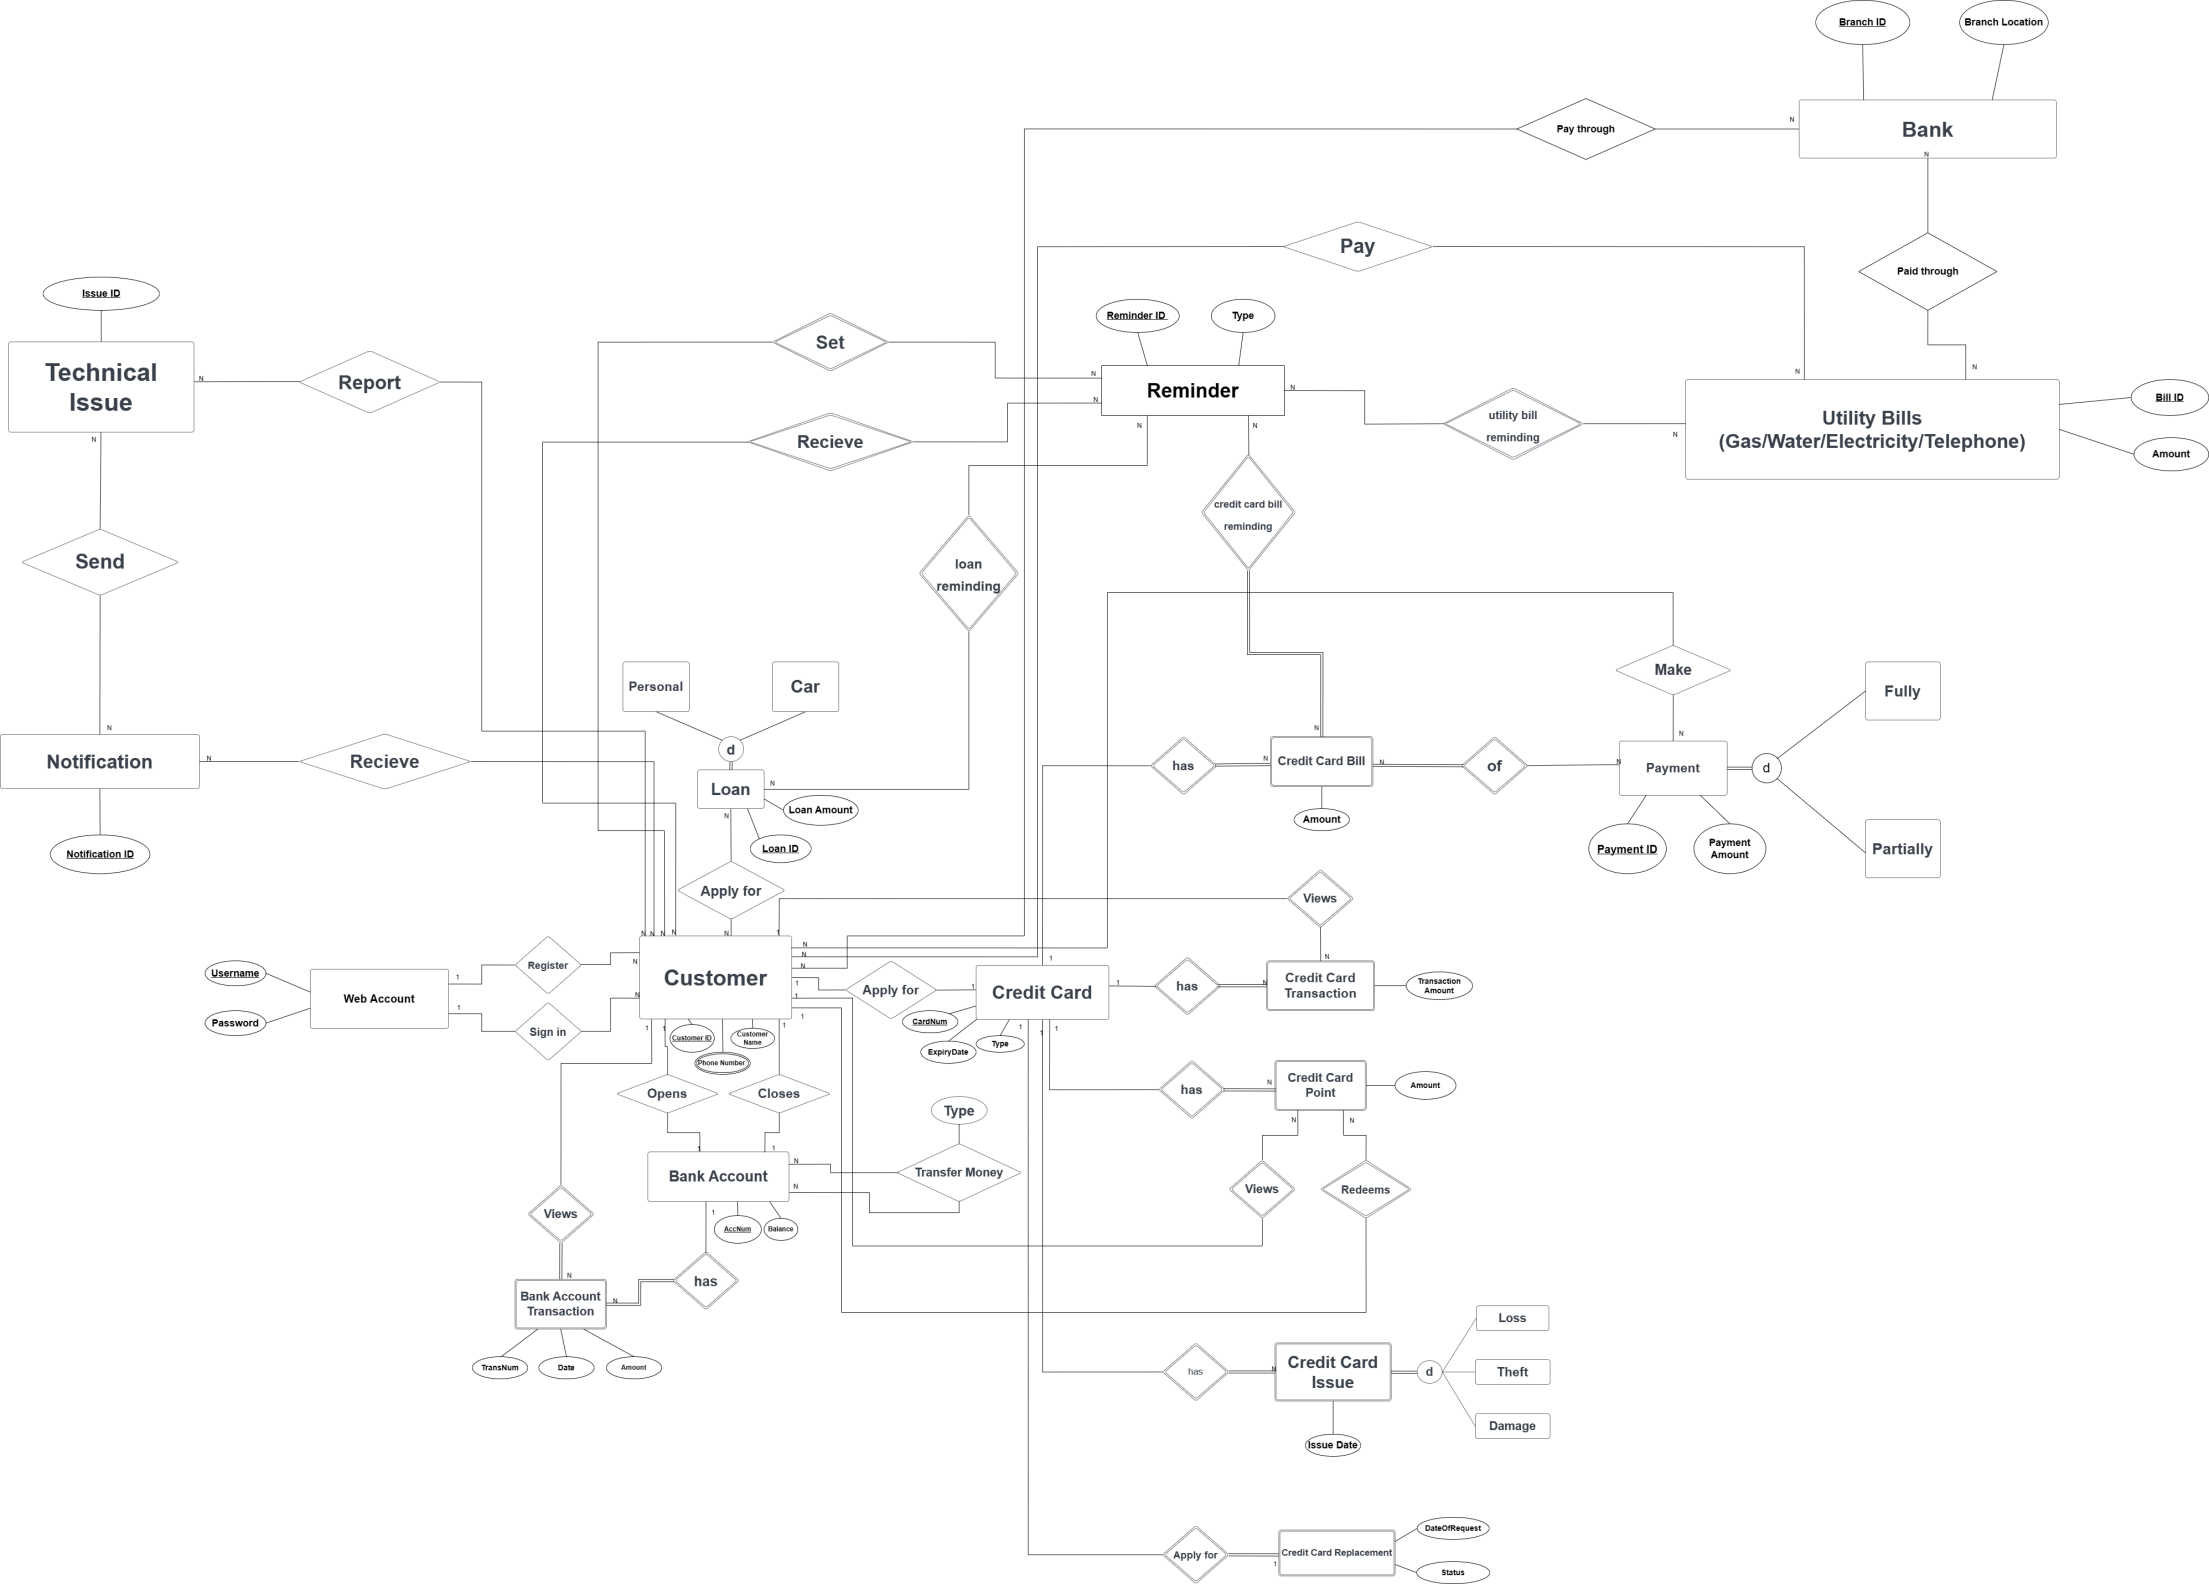 Branch ID
Branch Location
Pay through
N
Bank
N
Pay
Paid through
Issue ID
Set
Reminder ID
Type
Technical
Issue
N
Report
N
N
Reminder
N
N
N
Utility Bills
(Gas/Water/Electricity/Telephone)
Bill ID
Amount
N
Recieve
N
N
utility bill
reminding
N
Send
credit card bill
reminding
loan
reminding
Personal
Car
Make
Fully
N
N
N
Notification
N
Recieve
d
has
N
Credit Card Bill
N
of
N
Payment
d
Loan
N
Loan Amount
N
Amount
Loan ID
Notification ID
Payment ID
Payment
Amount
Partially
Apply for
Views
N
N
N
N
N
1
N
N
N
N
1
N
Username
Register
Customer
Web Account
1
1
Password
Sign in
N
1
1
1
Apply for
1
Credit Card
1
has
N
Credit Card
Transaction
Transaction
Amount
CardNum
ExpiryDate
Type
1
1
1
1
1
1
Customer ID
Customer
Name
Phone Number
Opens
Closes
has
N
Credit Card
Point
Amount
N
N
Type
1
1
Bank Account
N
N
Transfer Money
Views
Redeems
1
AccNum
Balance
Views
N
has
N
Bank Account
Transaction
TransNum
Date
Amount
has
N
Credit Card
Issue
d
Loss
Theft
Damage
Issue Date
Apply for
1
Credit Card Replacement
DateOfRequest
Status